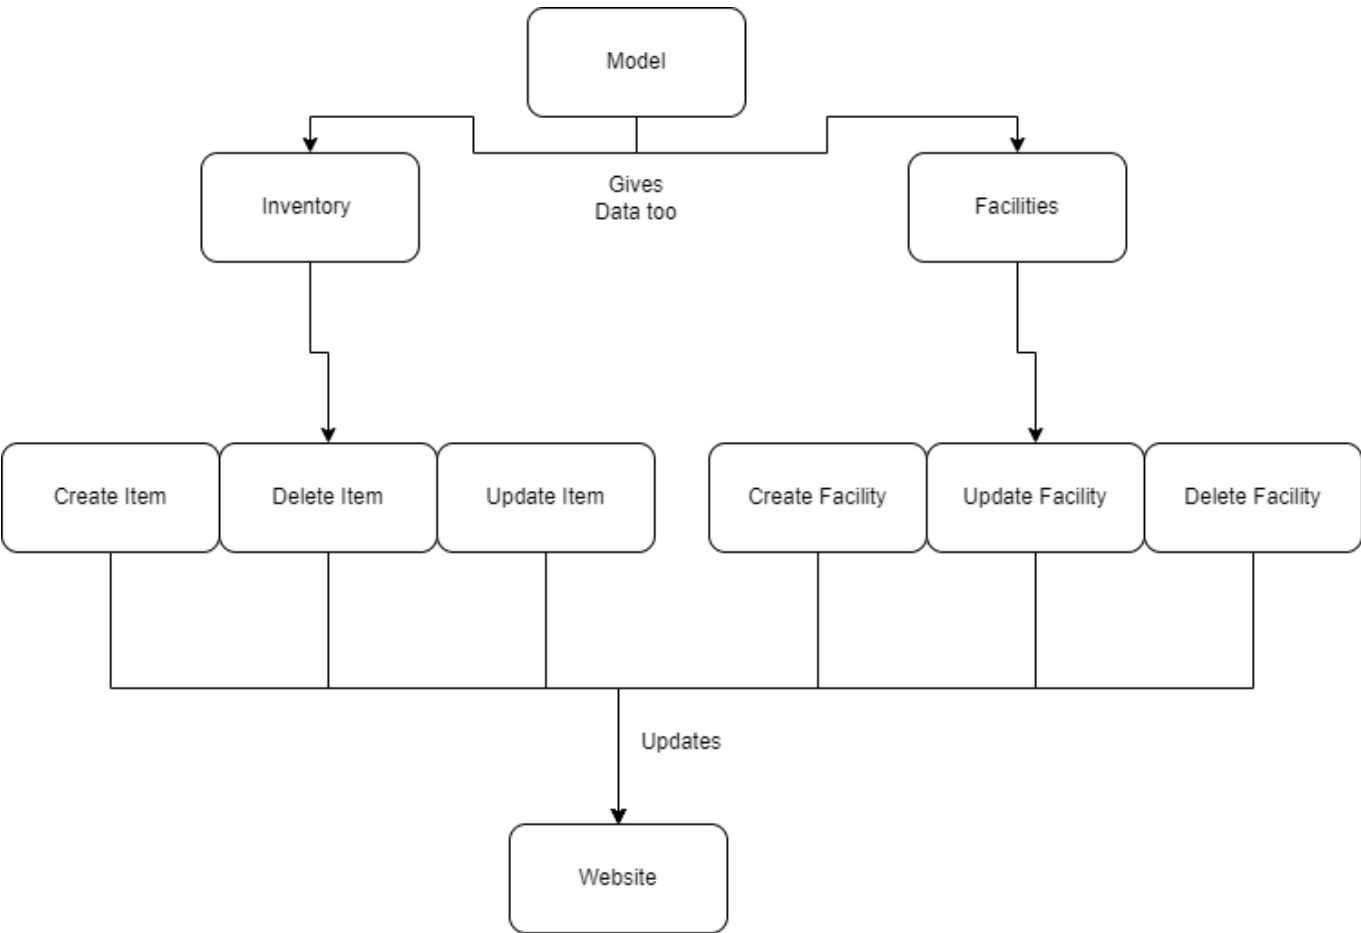 Model
Inventory
Gives
Data too
Facilities
Create Item
Delete Item
Update Item
Create Facility
Update Facility
Delete Facility
Updates
Website